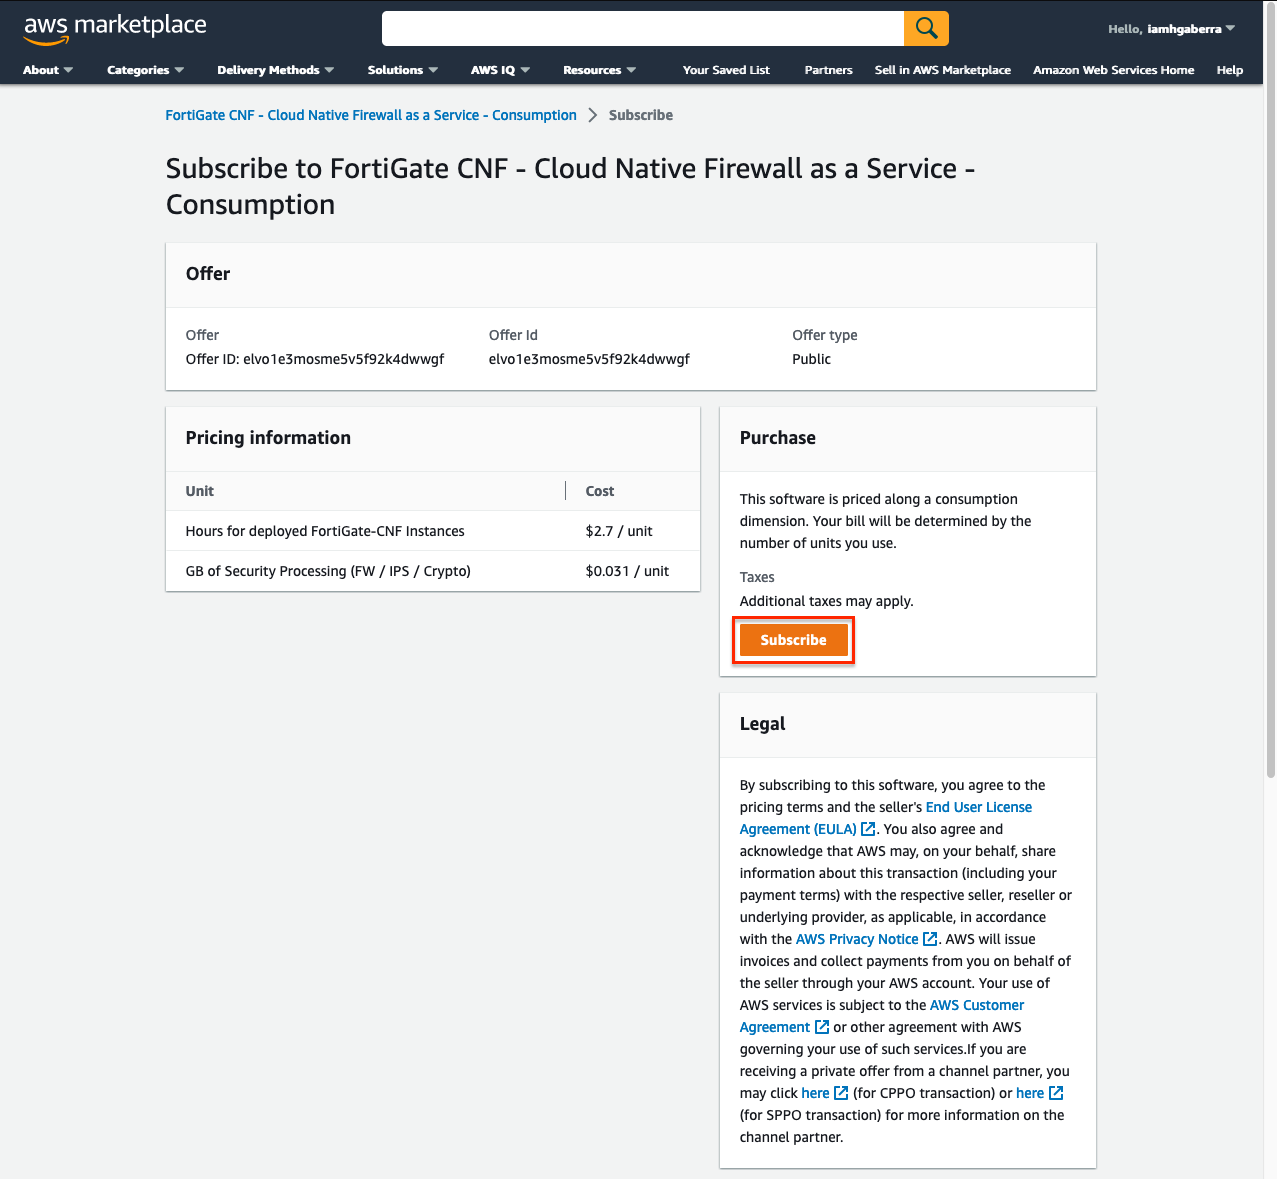 aws marketplace
Hello, iamhgaberra
About Categories Delivery Methods Solutions AWS IQ Resources Your Saved List Partners Sell in AWS Marketplace Amazon Web Services Home Help
FortiGate CNF - Cloud Native Firewall as a Service - Consumption > Subscribe
Subscribe to FortiGate CNF - Cloud Native Firewall as a Service -
Consumption
Offer
Offer Offer Id Offer type
Offer ID: elvo1e3mosme5v5f92k4dwwgf elvo1e3mosme5v5f92k4dwwgf Public
Pricing information
Unit Cost
Hours for deployed FortiGate-CNF Instances $2.7 / unit
GB of Security Processing (FW / IPS / Crypto) $0.031 / unit
Purchase
This software is priced along a consumption
dimension. Your bill will be determined by the
number of units you use.
Taxes
Additional taxes may apply.
Subscribe
Legal
By subscribing to this software, you agree to the
pricing terms and the seller's End User License
Agreement (EULA). You also agree and
acknowledge that AWS may, on your behalf, share
information about this transaction (including your
payment terms) with the respective seller, reseller or
underlying provider, as applicable, in accordance
with the AWS Privacy Notice. AWS will issue
invoices and collect payments from you on behalf of
the seller through your AWS account. Your use of
AWS services is subject to the AWS Customer
Agreement or other agreement with AWS
governing your use of such services.If you are
receiving a private offer from a channel partner, you
may click here (for CPPO transaction) or here
(for SPPO transaction) for more information on the
channel partner.